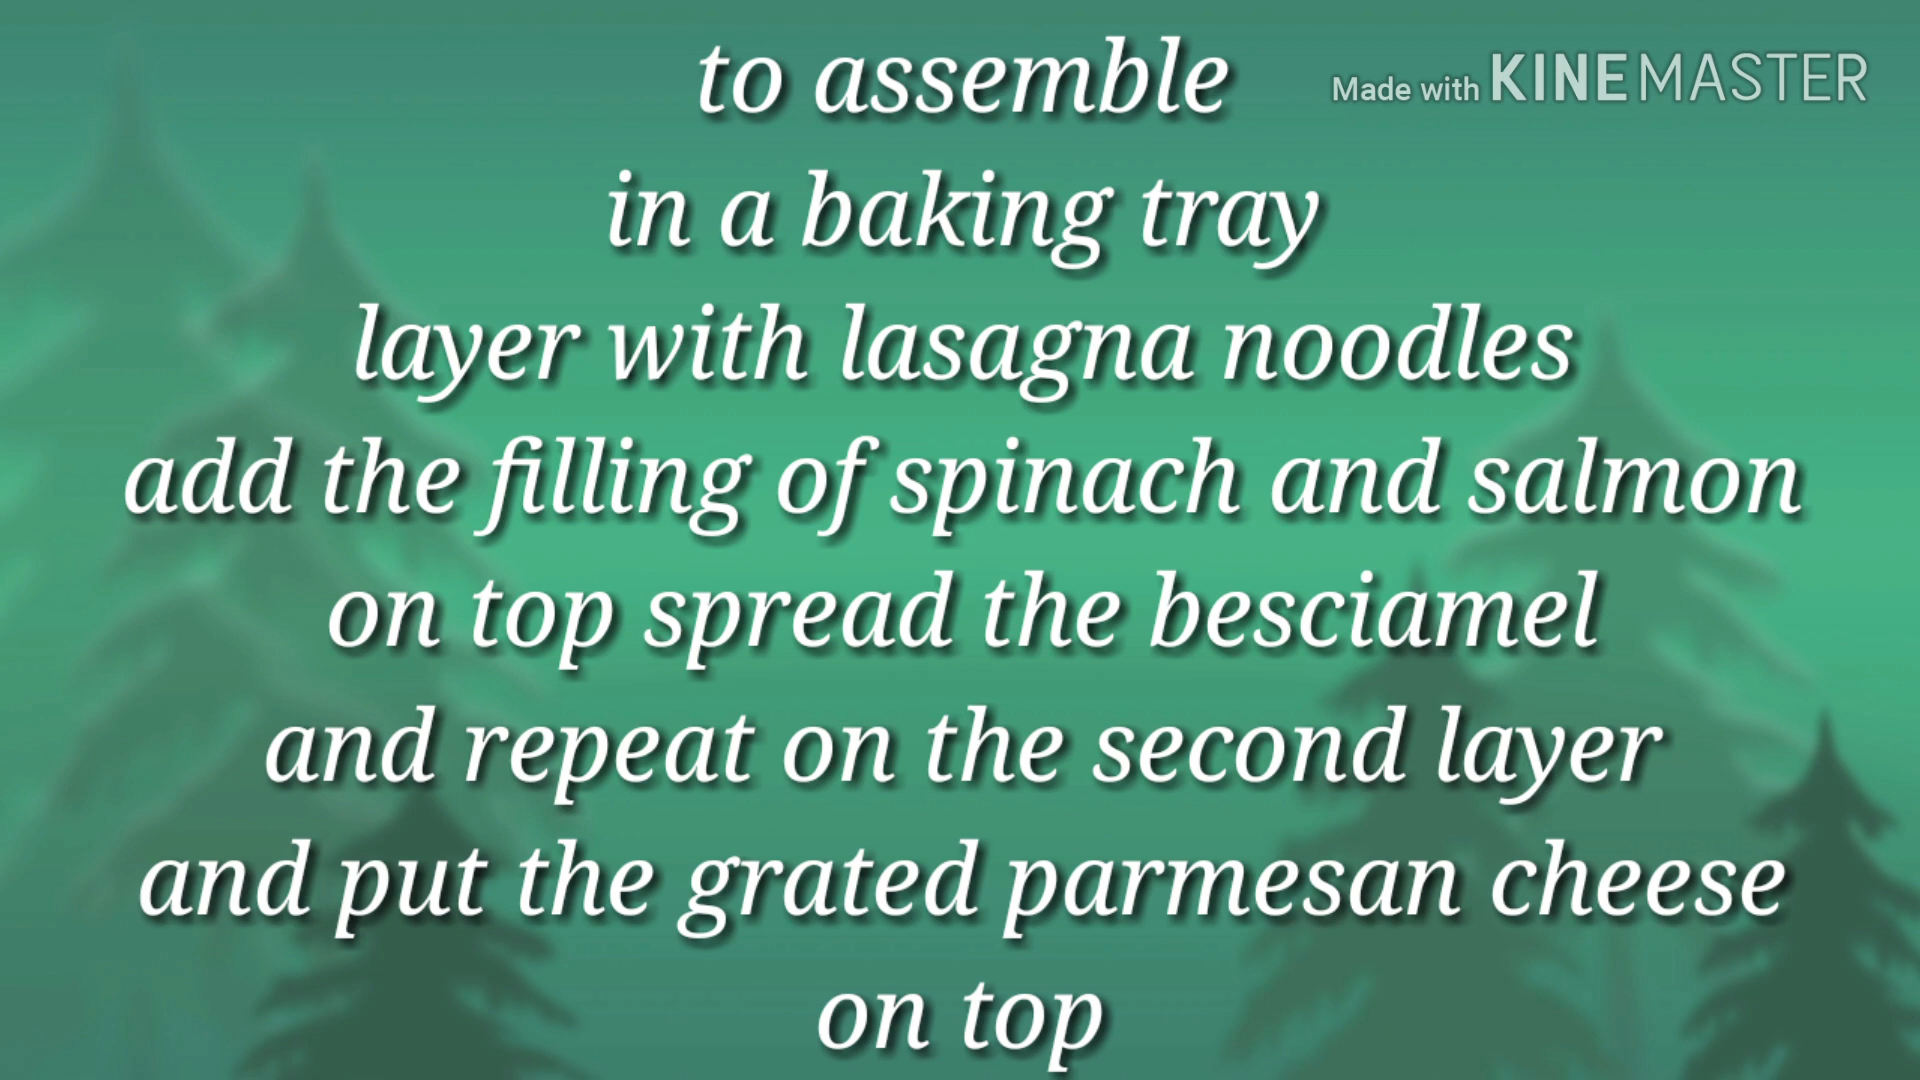 to assemble
Made with KINEMASTER
in a baking tray
layer with lasagna noodles
add the filling of spinach and salmon
on top spread the besciamel
and repeat on the second layer
and put the grated parmesan cheese
on top